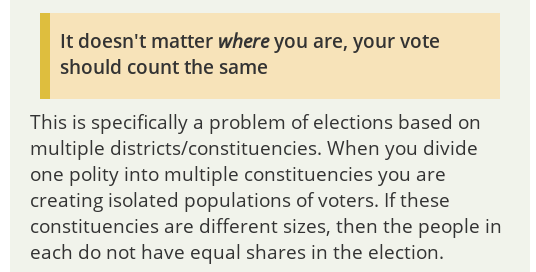 It doesn't matter where you are, your vote
should count the same
This is specifically a problem of elections based on
multiple districts/constituencies. When you divide
one polity into multiple constituencies you are
creating isolated populations of voters. If these
constituencies are different sizes, then the people in
each do not have equal shares in the election.